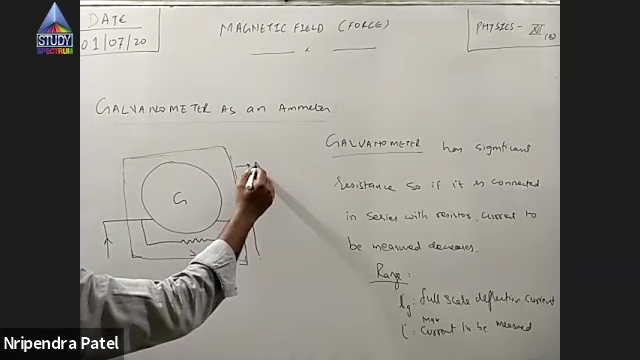 DATE
01/07/20
STUDY
SPECTRUM
MAGNETIC FIELD (FORCE)
x
PHYSICS - XII
(B)
GALVANOMETER AS an Ammeter:
G
GALVANOMETER has significant
resistance so if it is connected
in series with resistor, current to
be measured decreases.
Range:
ig: full scale deflection current
i: Max current to be measured.
Nripendra Patel